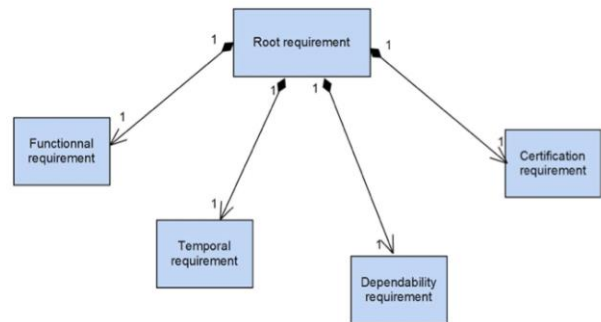 1
Root requirement
1
1
1
1
Functionnal
requirement
1
Certification
requirement
1
Temporal
requirement
1
Dependability
requirement